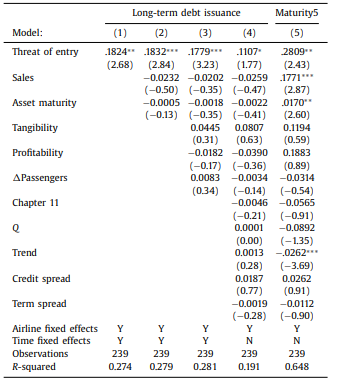 Long-term debt issuance Maturity5
Model: (1) (2) (3) (4) (5)
Threat of entry .1824** .1832*** .1779*** .1107* .2809**
(2.68) (2.84) (3.23) (1.77) (2.43)
Sales −0.0232 −0.0202 −0.0259 .1771***
(−0.50) (−0.35) (−0.47) (2.87)
Asset maturity −0.0005 −0.0018 −0.0022 .0170**
(−0.13) (−0.35) (−0.41) (2.60)
Tangibility 0.0445 0.0807 0.1194
(0.31) (0.63) (0.59)
Profitability −0.0182 −0.0390 0.1883
(−0.17) (−0.36) (0.89)
ΔPassengers 0.0083 −0.0034 −0.0314
(0.34) (−0.14) (−0.54)
Chapter 11 −0.0046 −0.0565
(−0.21) (−0.91)
Q 0.0001 −0.0892
(0.00) (−1.35)
Trend 0.0013 −.0262***
(0.28) (−3.69)
Credit spread 0.0187 0.0262
(0.77) (0.91)
Term spread −0.0019 −0.0112
(−0.28) (−0.90)
Airline fixed effects Y Y Y Y Y
Time fixed effects Y Y Y N N
Observations 239 239 239 239 239
R-squared 0.274 0.279 0.281 0.191 0.648